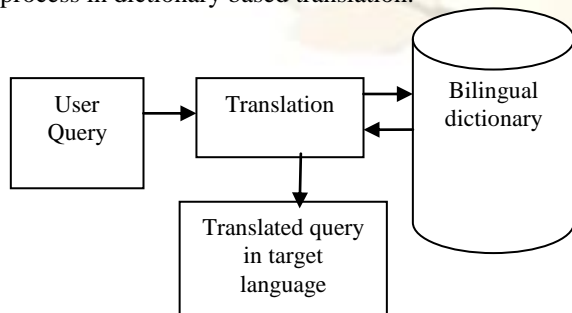 process in dictionary based translation.
User
Query
Translation
Bilingual
dictionary
Translated query
in target
language